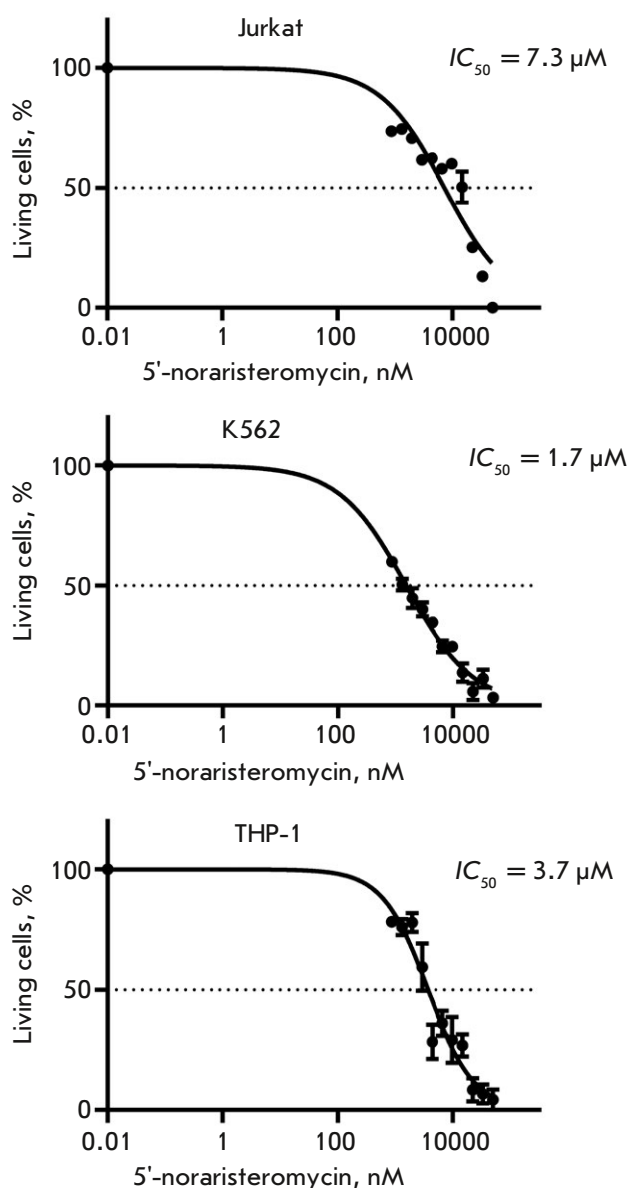 Jurkat
IC50 = 7.3 µM
Living cells, %
100
50
0
0.01 1 100 10000
5'-noraristeromycin, nM
K562
IC50 = 1.7 µM
Living cells, %
100
50
0
0.01 1 100 10000
5'-noraristeromycin, nM
THP-1
IC50 = 3.7 µM
Living cells, %
100
50
0
0.01 1 100 10000
5'-noraristeromycin, nM